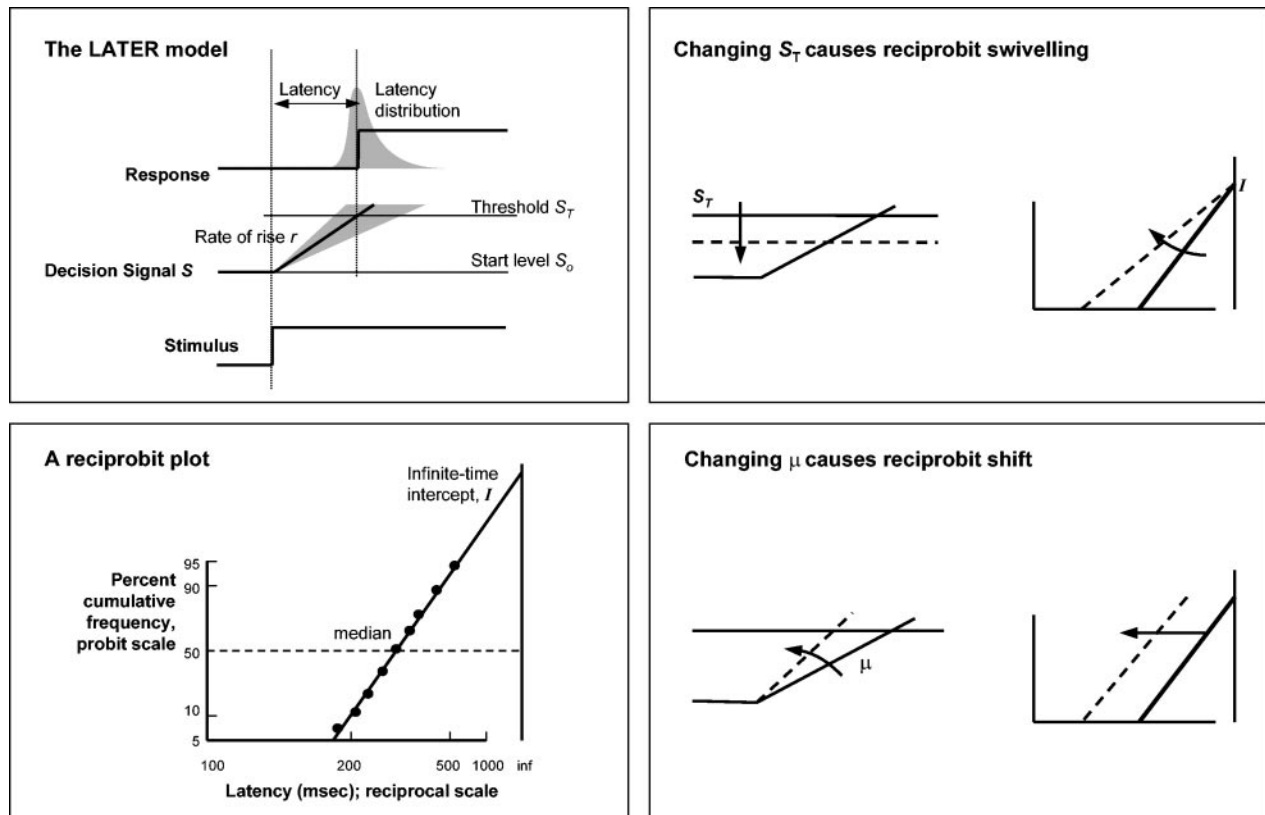 The LATER model
Latency
Latency
distribution
Response
Threshold S_T
Rate of rise r
Decision Signal S
Start level S_o
Stimulus
Changing S_T causes reciprobit swivelling
S_T
I
A reciprobit plot
Infinite-time
intercept, I
Percent
cumulative
frequency,
probit scale
95
90
median
50
10
5
100
200
500
1000
inf
Latency (msec); reciprocal scale
Changing μ causes reciprobit shift
μ